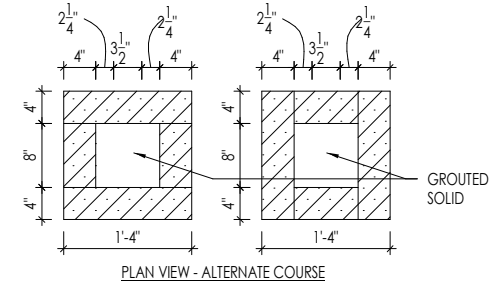 2 1/4" 2 1/4" 2 1/4" 2 1/4"
3 1/2" 3 1/2"
4" 4" 4" 4"
4" 4"
8" 8"
GROUTED
SOLID
4" 4"
1'-4" 1'-4"
PLAN VIEW - ALTERNATE COURSE